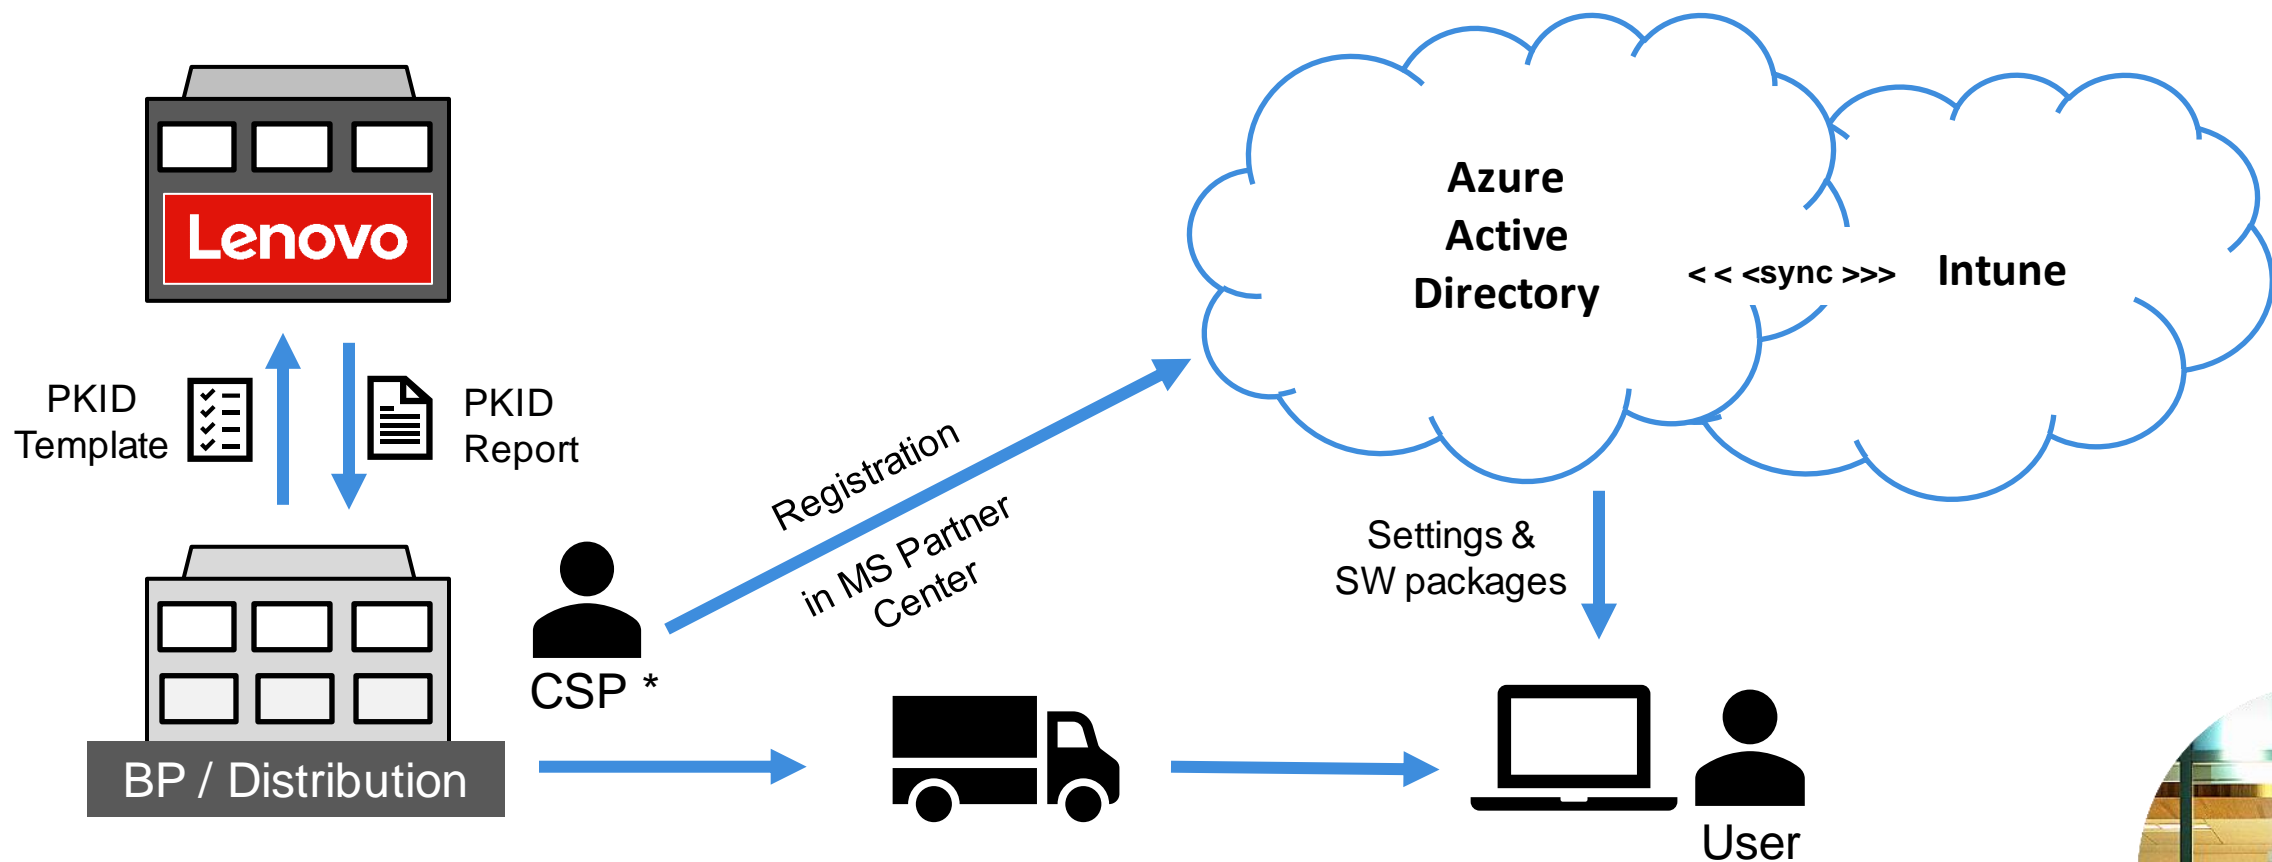 Lenovo
PKID
Template
PKID
Report
BP / Distribution
CSP *
Registration
in MS Partner
Center
Azure
Active
Directory
< < <sync >>>
Intune
Settings &
SW packages
User